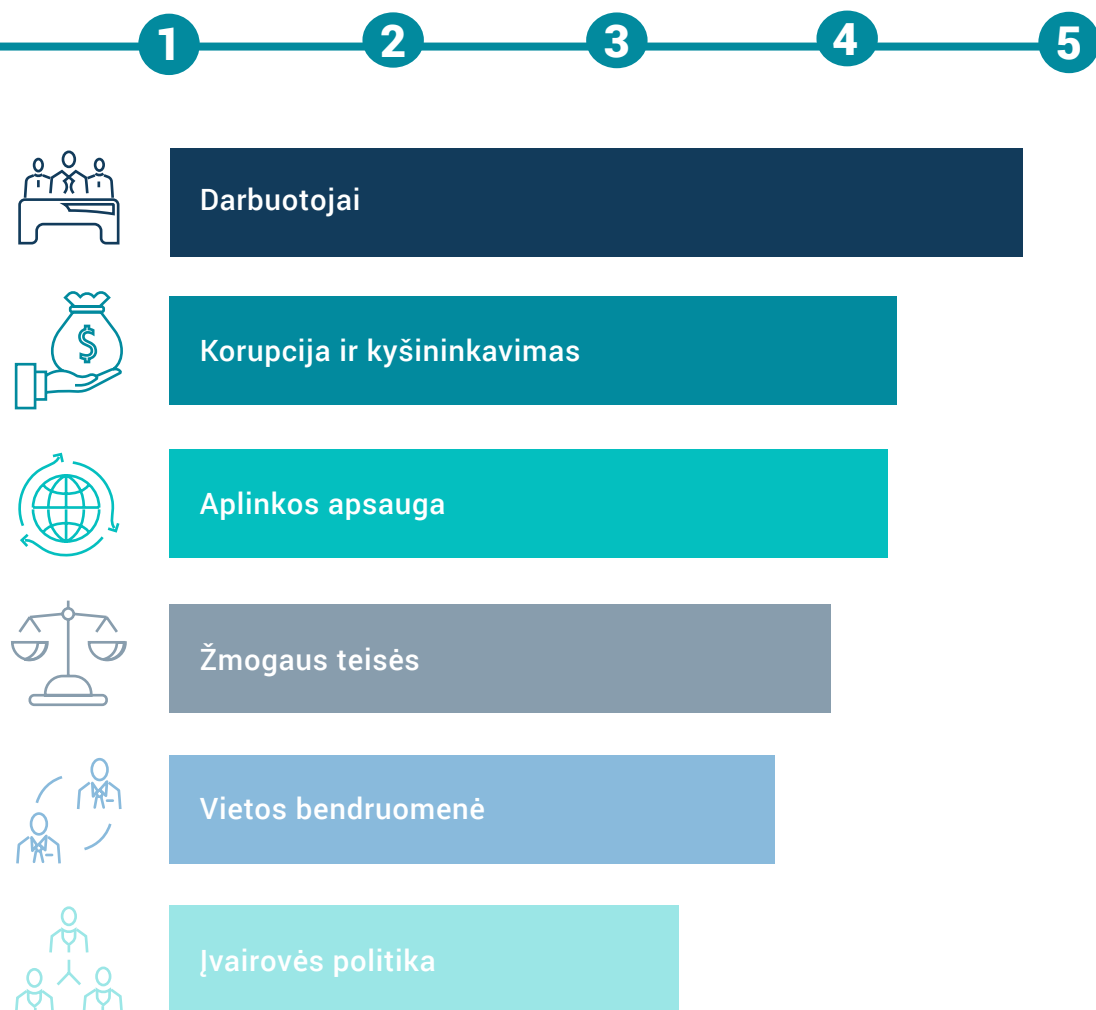 1 2 3 4 5
Darbuotojai
$
Korupcija ir kyšininkavimas
Aplinkos apsauga
Žmogaus teisės
Vietos bendruomenė
Įvairovės politika